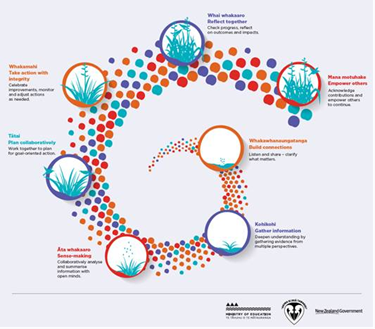 Whai whakaaro
Reflect together
Check progress, reflect
on outcomes and impacts.
Whakamahi
Take action with
integrity
Celebrate
improvements, monitor
and adjust actions
as needed.
Mana motuhake
Empower others
Acknowledge
contributions and
empower others
to continue.
Tātai
Plan collaboratively
Work together to plan
for goal-oriented action.
Whakawhanaungatanga
Build connections
Listen and share – clarify
what matters.
Kohikohi
Gather information
Deepen understanding by
gathering evidence from
multiple perspectives.
Āta whakaaro
Sense-making
Collaboratively analyse
and summarise
information with
open minds.
MINISTRY OF EDUCATION
TE TĀHUHU O TE MĀTAURANGA
New Zealand Government